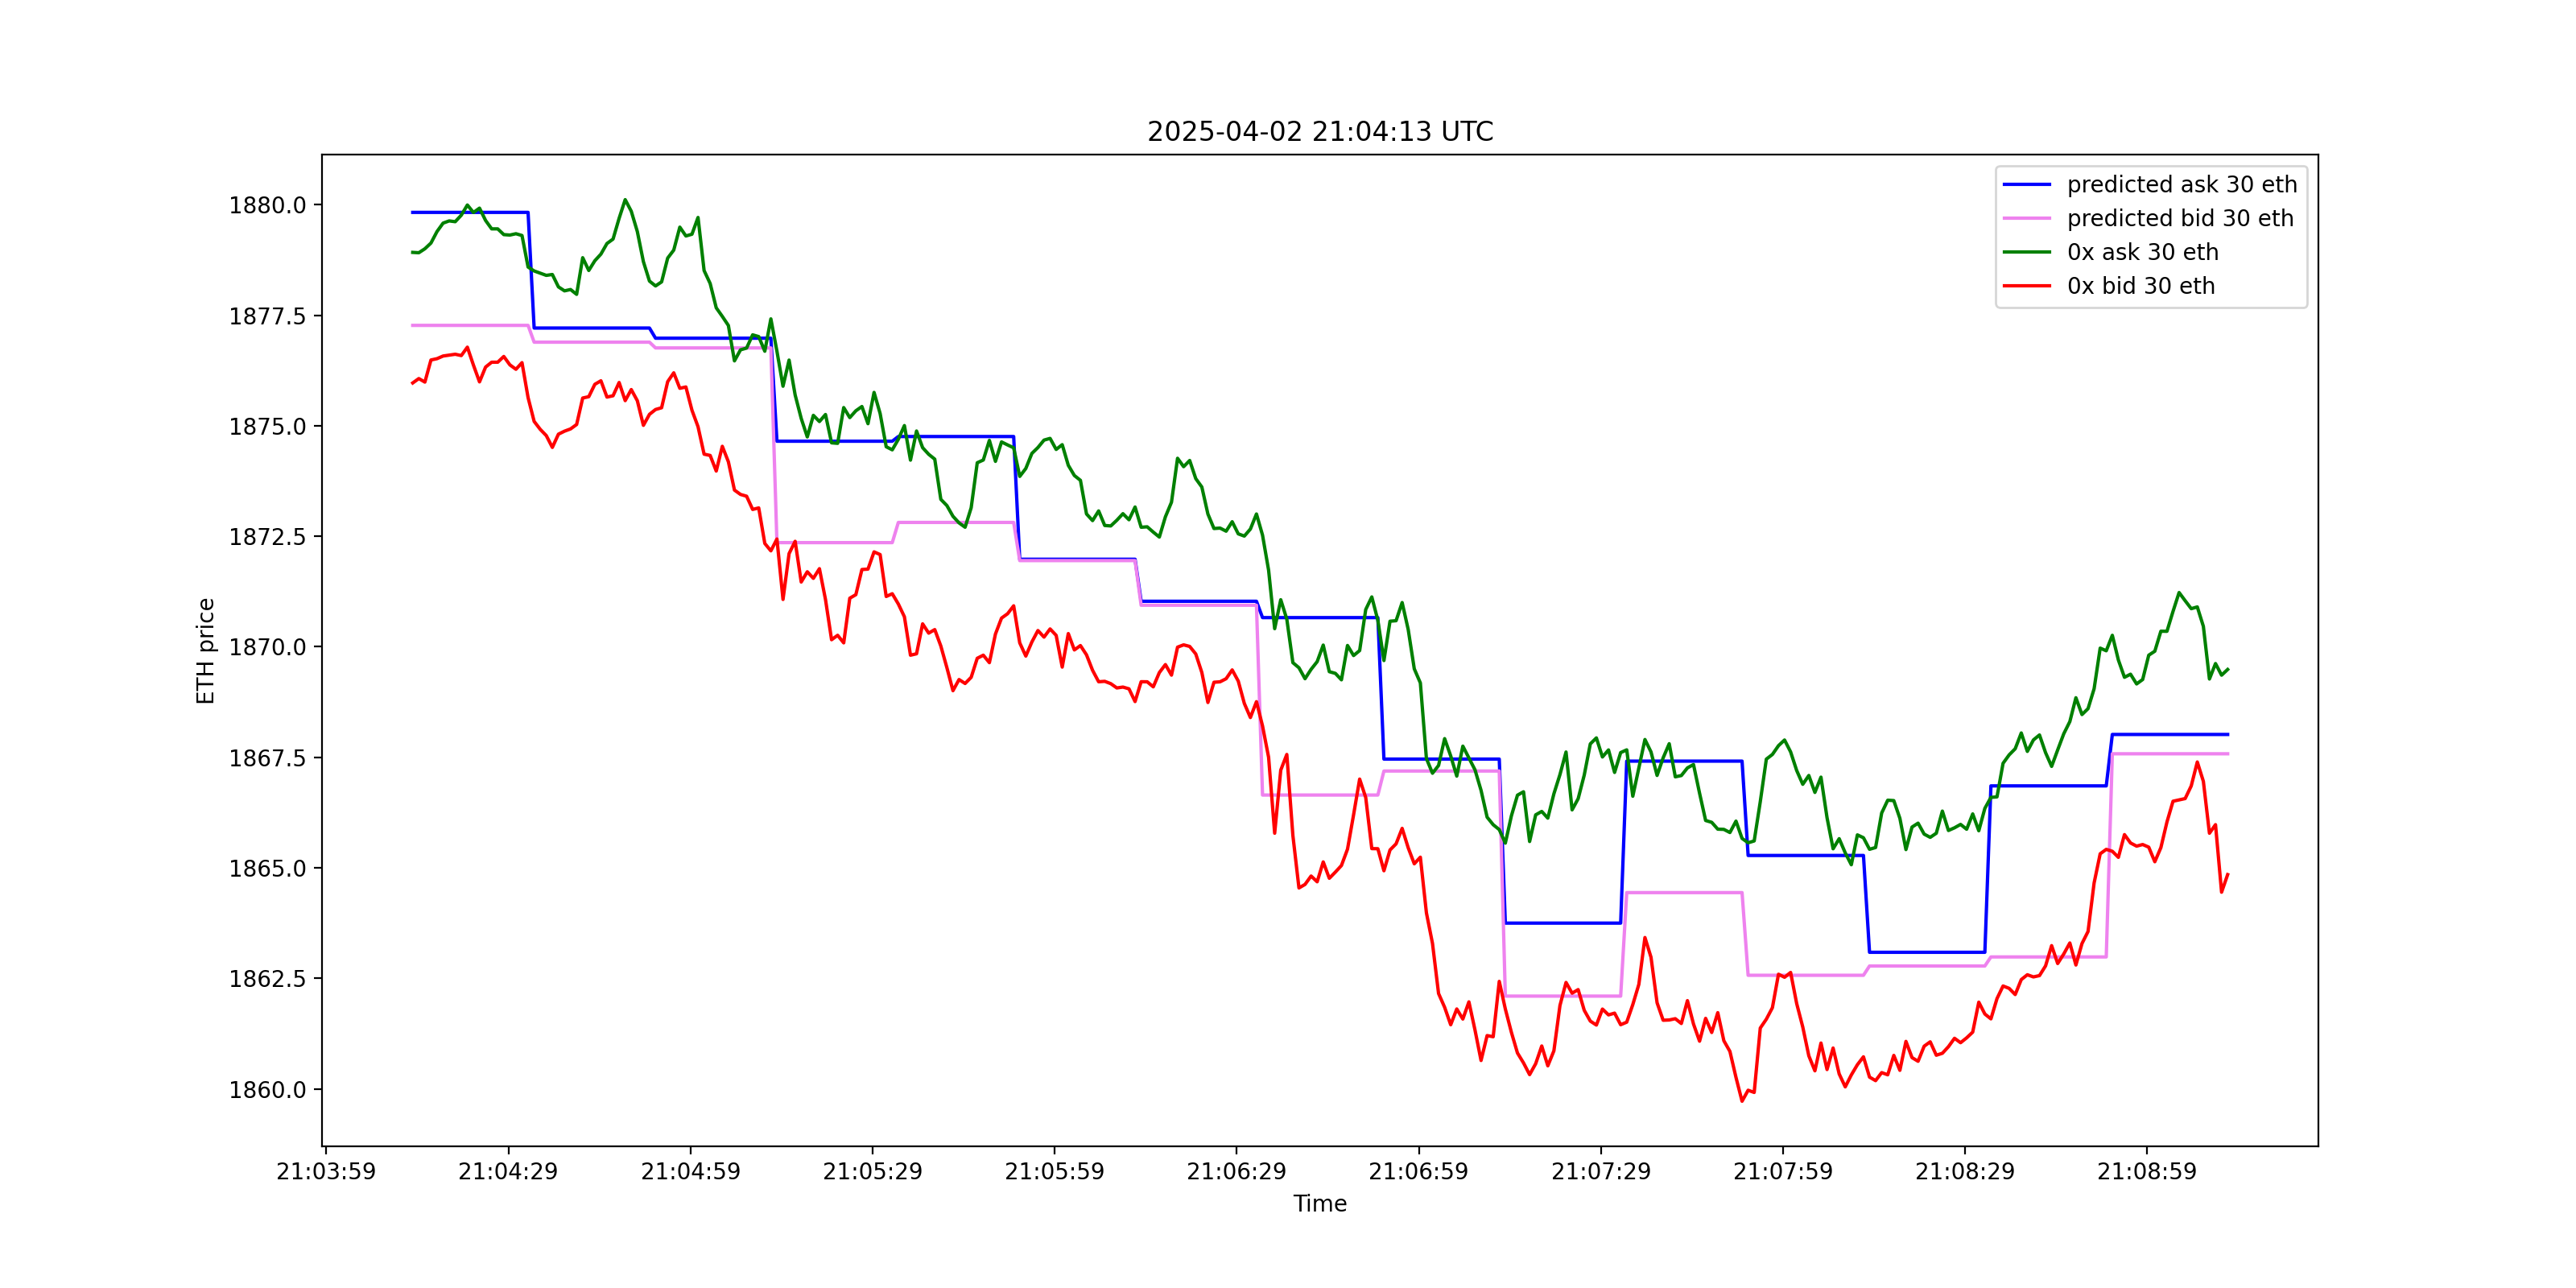 2025-04-02 21:04:13 UTC
predicted ask 30 eth
predicted bid 30 eth
0x ask 30 eth
0x bid 30 eth
ETH price
1880.0
1877.5
1875.0
1872.5
1870.0
1867.5
1865.0
1862.5
1860.0
21:03:59 21:04:29 21:04:59 21:05:29 21:05:59 21:06:29 21:06:59 21:07:29 21:07:59 21:08:29 21:08:59
Time